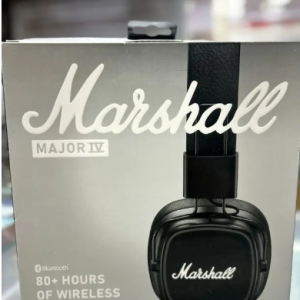 Marshall
MAJOR IV
Bluetooth
80+ HOURS
OF WIRELESS
Marshall